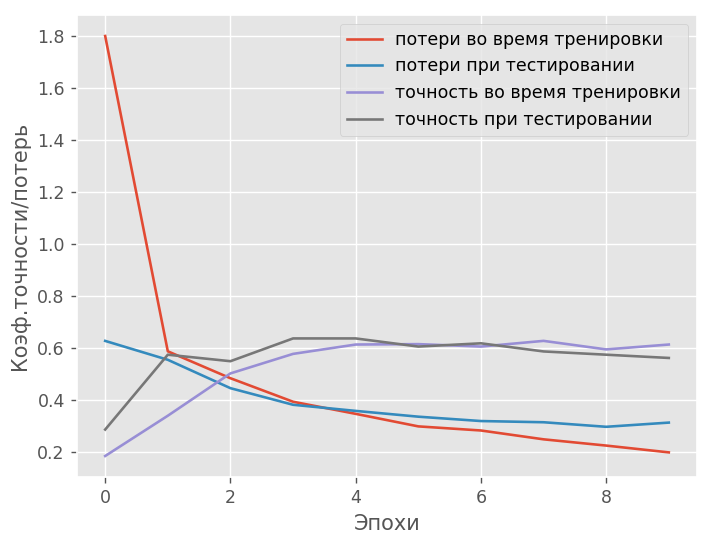 потери во время тренировки
потери при тестировании
точность во время тренировки
точность при тестировании
1.8
1.6
1.4
1.2
1.0
0.8
0.6
0.4
0.2
Коэф.точности/потерь
0 2 4 6 8
Эпохи